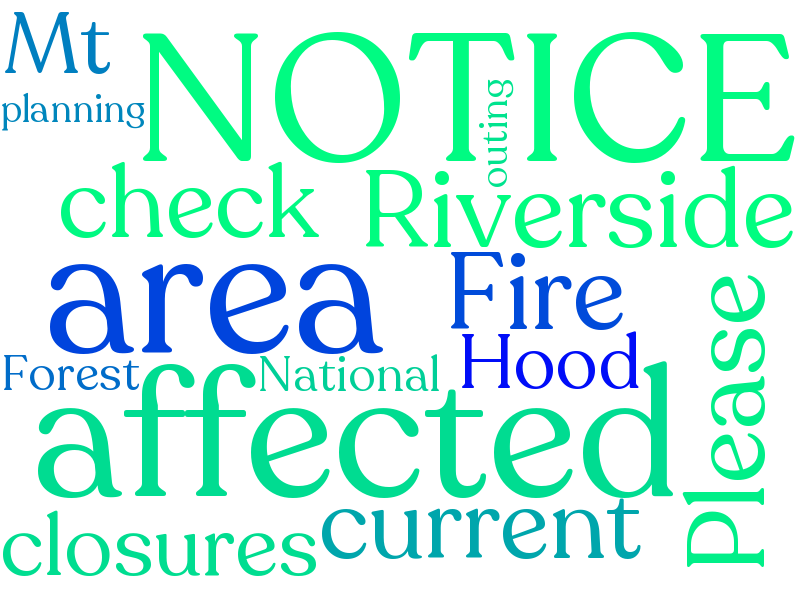 Mt
NOTICE
planning
outing
check
Riverside
area
Fire
Please
Hood
Forest
National
affected
current
closures